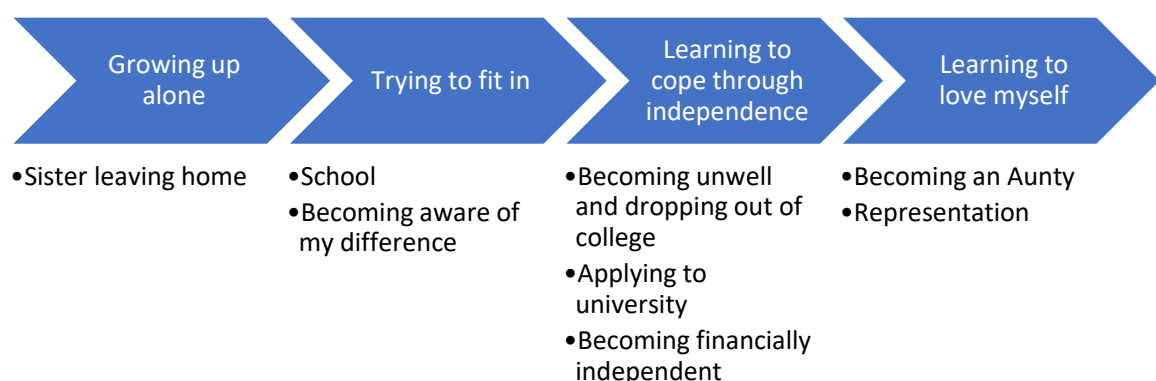 Growing up
alone
Trying to fit in
Learning to
cope through
independence
Learning to
love myself
•Sister leaving home
•School
•Becoming aware of
my difference
•Becoming unwell
and dropping out of
college
•Applying to
university
•Becoming financially
independent
•Becoming an Aunty
•Representation